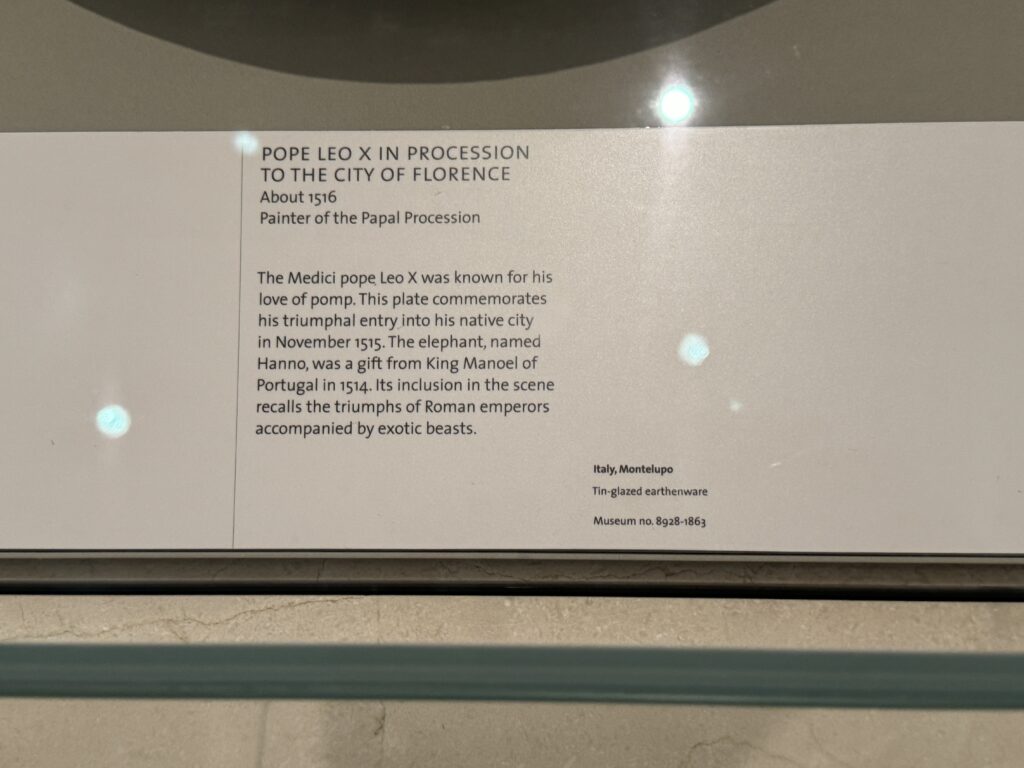 POPE LEO X IN PROCESSION
TO THE CITY OF FLORENCE
About 1516
Painter of the Papal Procession
The Medici pope Leo X was known for his
love of pomp. This plate commemorates
his triumphal entry into his native city
in November 1515. The elephant, named
Hanno, was a gift from King Manoel of
Portugal in 1514. Its inclusion in the scene
recalls the triumphs of Roman emperors
accompanied by exotic beasts.
Italy, Montelupo
Tin-glazed earthenware
Museum no. 8928-1863